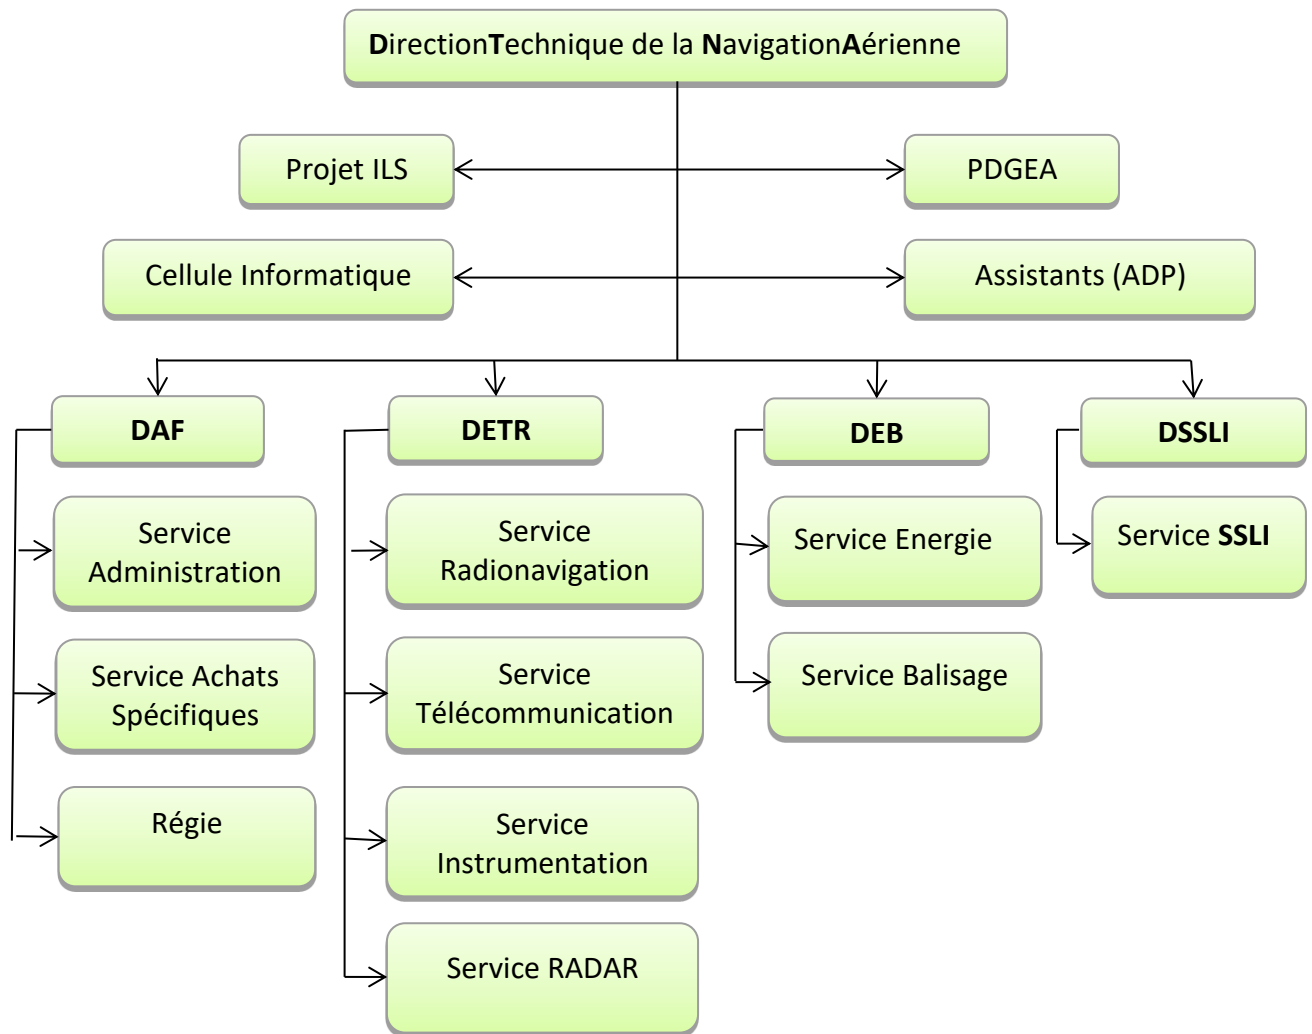 DirectionTechnique de la NavigationAérienne
Projet ILS
PDGEA
Cellule Informatique
Assistants (ADP)
DAF
DETR
DEB
DSSLI
Service
Administration
Service
Radionavigation
Service Energie
Service SSLI
Service Achats
Spécifiques
Service
Télécommunication
Service Balisage
Régie
Service
Instrumentation
Service RADAR